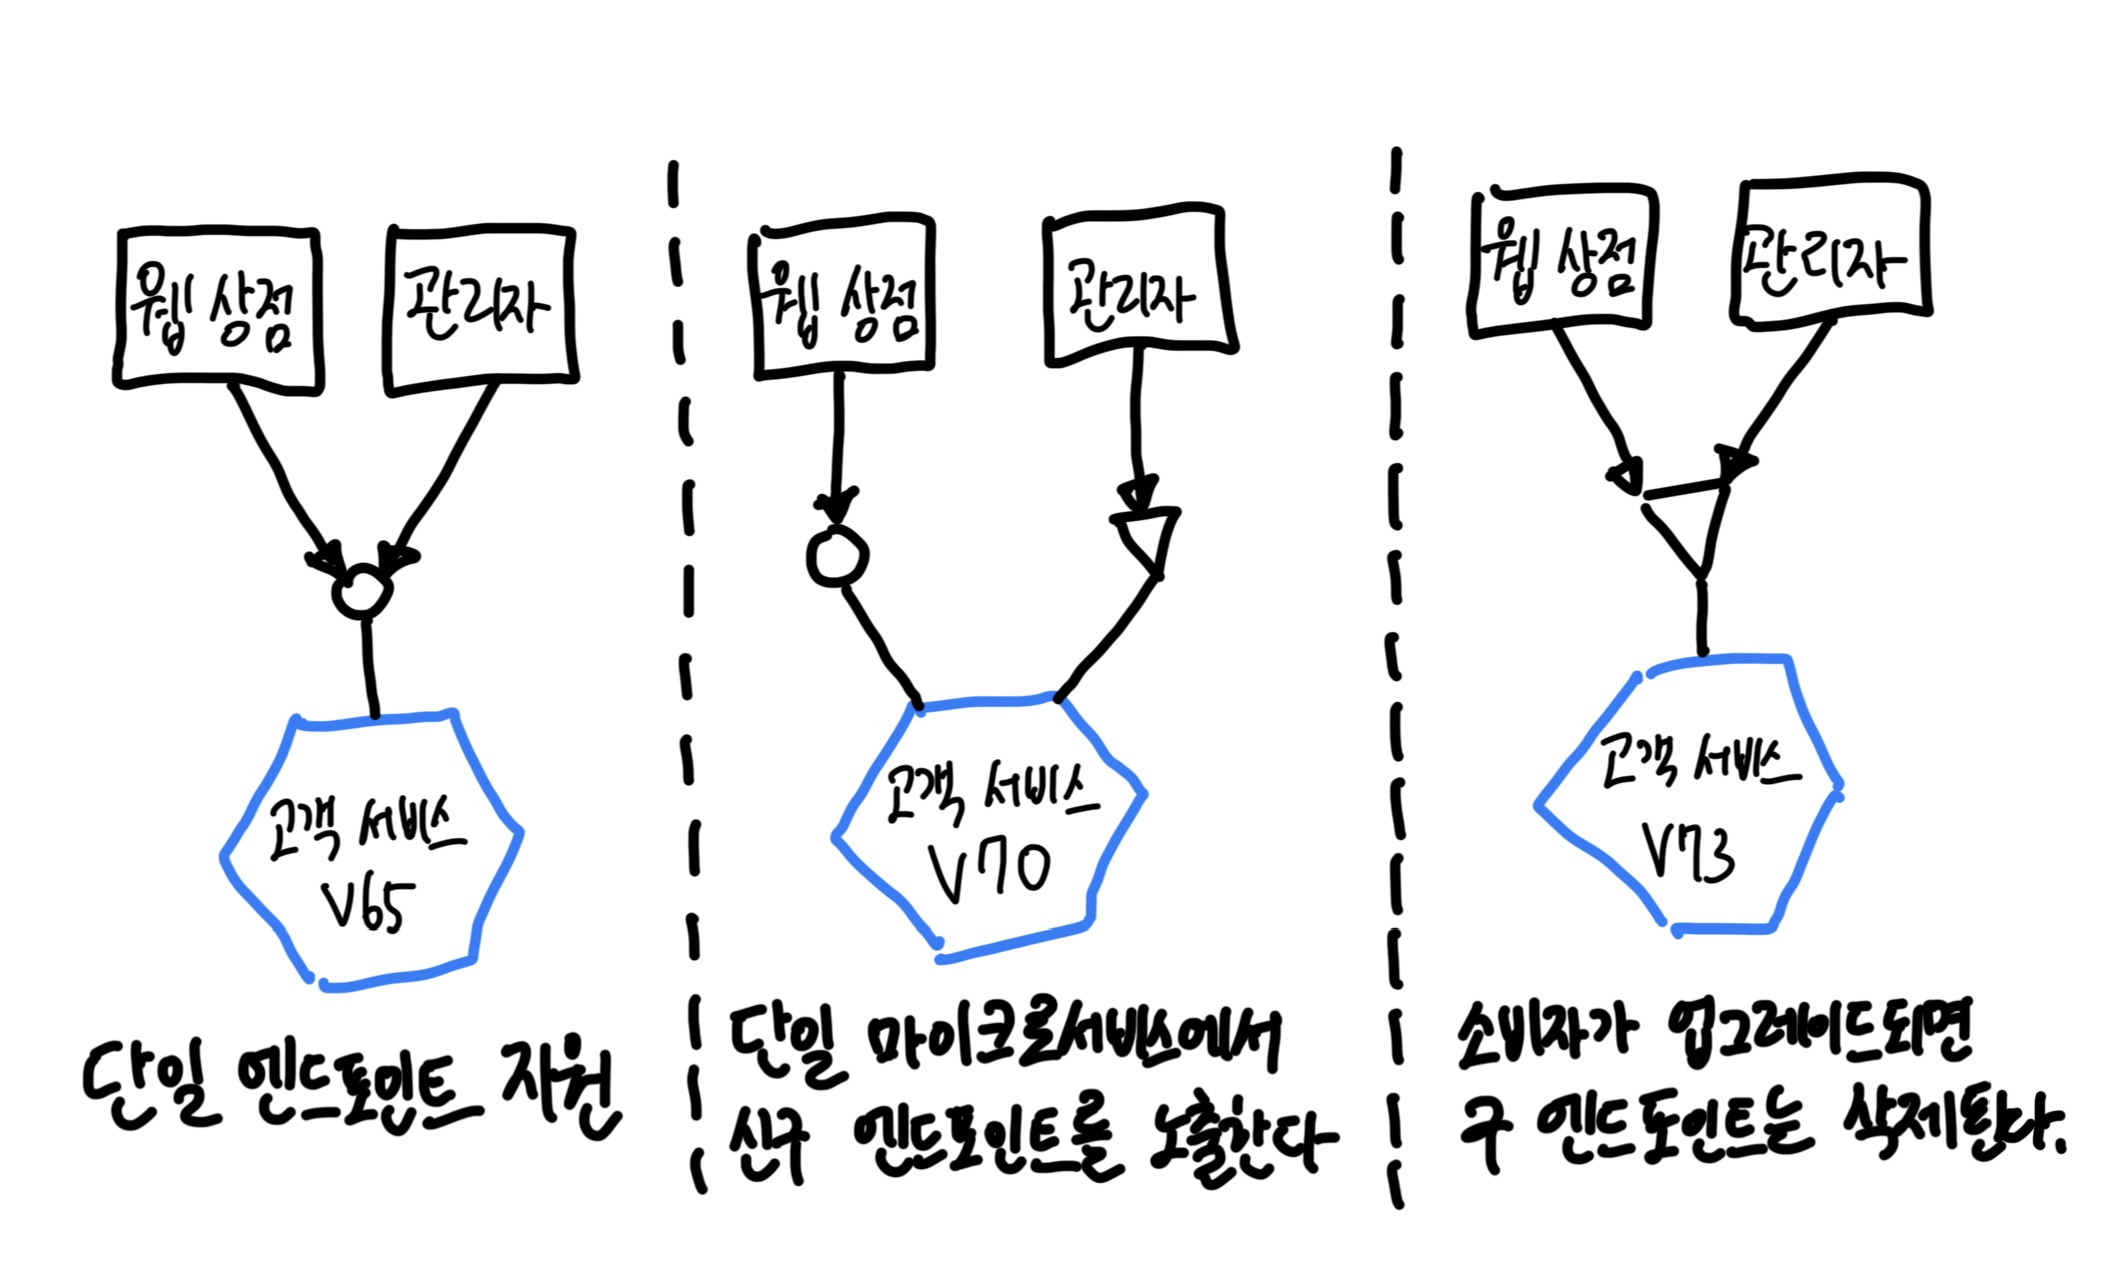 웹 상점
관리자
고객 서비스
V65
단일 엔드포인트 지원
웹 상점
관리자
고객 서비스
V70
단일 마이크로서비스에서
신구 엔드포인트를 노출한다
웹 상점
관리자
고객 서비스
V73
소비자가 업그레이드되면
구 엔드포인트는 삭제된다.